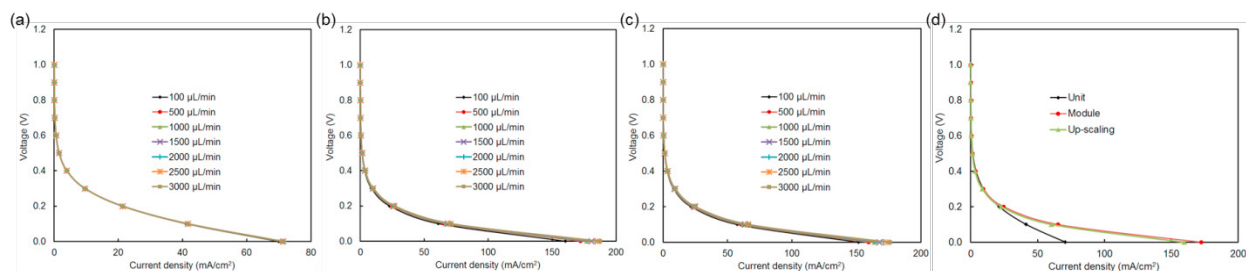 (a)
Voltage (V)
1.2
1.0
0.8
0.6
0.4
0.2
0.0
100 µL/min
500 µL/min
1000 µL/min
1500 µL/min
2000 µL/min
2500 µL/min
3000 µL/min
0 20 40 60 80
Current density (mA/cm²)
(b)
Voltage (V)
1.2
1.0
0.8
0.6
0.4
0.2
0.0
100 µL/min
500 µL/min
1000 µL/min
1500 µL/min
2000 µL/min
2500 µL/min
3000 µL/min
0 50 100 150 200
Current density (mA/cm²)
(c)
Voltage (V)
1.2
1.0
0.8
0.6
0.4
0.2
0.0
100 µL/min
500 µL/min
1000 µL/min
1500 µL/min
2000 µL/min
2500 µL/min
3000 µL/min
0 50 100 150 200
Current density (mA/cm²)
(d)
Voltage (V)
1.2
1.0
0.8
0.6
0.4
0.2
0.0
Unit
Module
Up-scaling
0 50 100 150 200
Current density (mA/cm²)